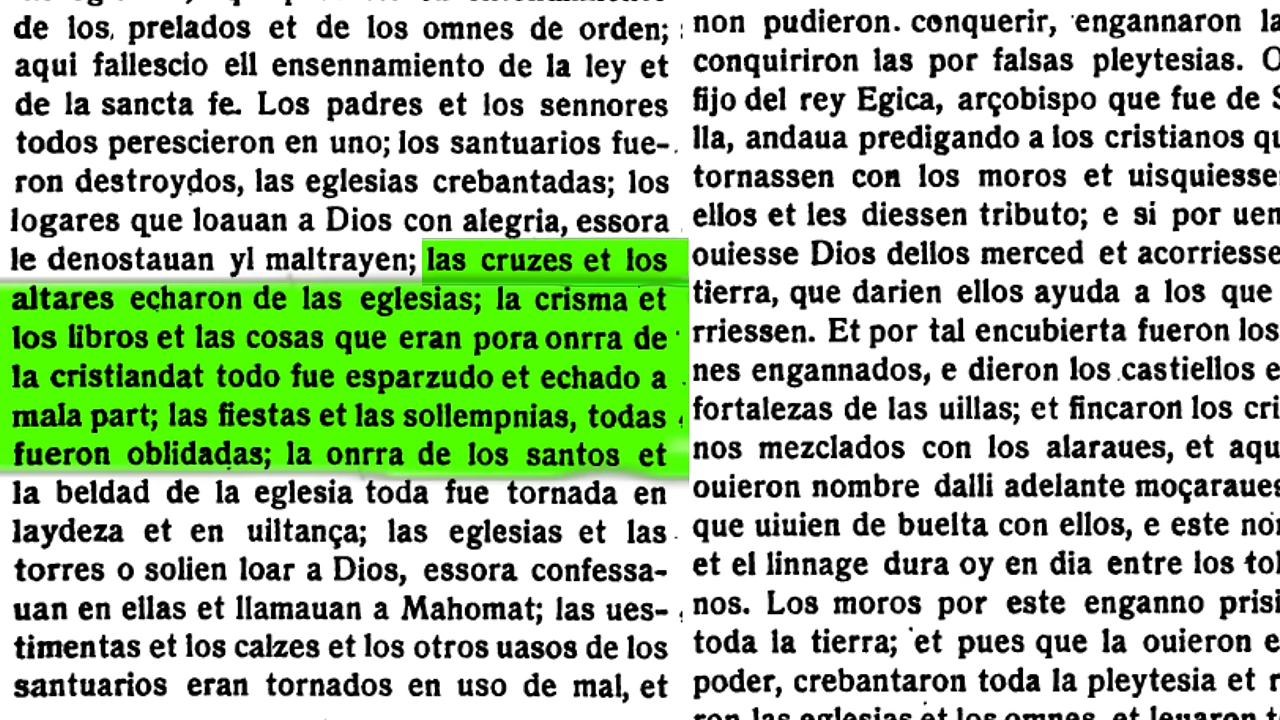 de los prelados et de los omnes de orden;
aqui fallescio ell ensennamiento de la ley et
de la sancta fe. Los padres et los sennores
todos perescieron en uno; los santuarios fue-
ron destroydos, las eglesias crebantadas; los
logares que loauan a Dios con alegria, essora
le denostauan yl maltrayen; las cruzes et los
altares echaron de las eglesias; la crisma et
los libros et las cosas que eran pora onrra de
la cristiandat todo fue esparzudo et echado a
mala part; las fiestas et las sollempnias, todas
fueron oblidadas; la onrra de los santos et
la beldad de la eglesia toda fue tornada en
laydeza et en uiltança; las eglesias et las
torres o solien loar a Dios, essora confessa-
uan en ellas et llamauan a Mahomat; las ues-
timentas et los calzes et los otros uasos de los
santuarios eran tornados en uso de mal, et
non pudieron conquerir, engannaron
conquiriron las por falsas pleytesias.
fijo del rey Egica, arçobispo que fue de
lla, andaua predigando a los cristianos
tornassen con los moros et uisquiesse
ellos et les diessen tributo; e si por
ouiesse Dios dellos merced et acorriesse
tierra, que darien ellos ayuda a los que
rriessen. Et por tal encubierta fueron los
nes engannados, e dieron los castiellos
fortalezas de las uillas; et fincaron los cri
nos mezclados con los alaraues, et
ouieron nombre dalli adelante moçaraues
que uiuien de buelta con ellos, e este
et el linnage dura oy en dia entre los tol
nos. Los moros por este enganno prisi
toda la tierra; et pues que la ouieron
poder, crebantaron toda la pleytesia et
ron las eglesias et los omnes, et leuaron